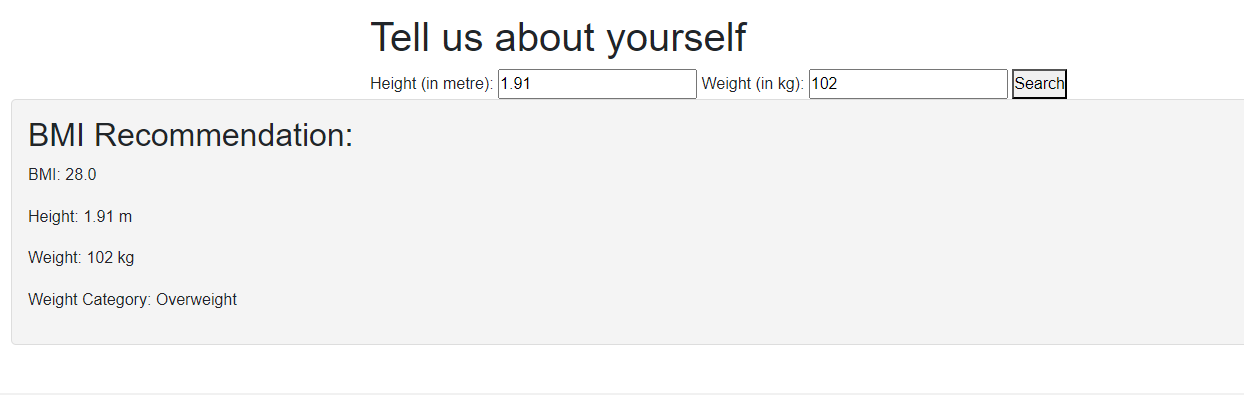 Tell us about yourself
Height (in metre): 1.91 Weight (in kg): 102 Search
BMI Recommendation:
BMI: 28.0
Height: 1.91 m
Weight: 102 kg
Weight Category: Overweight